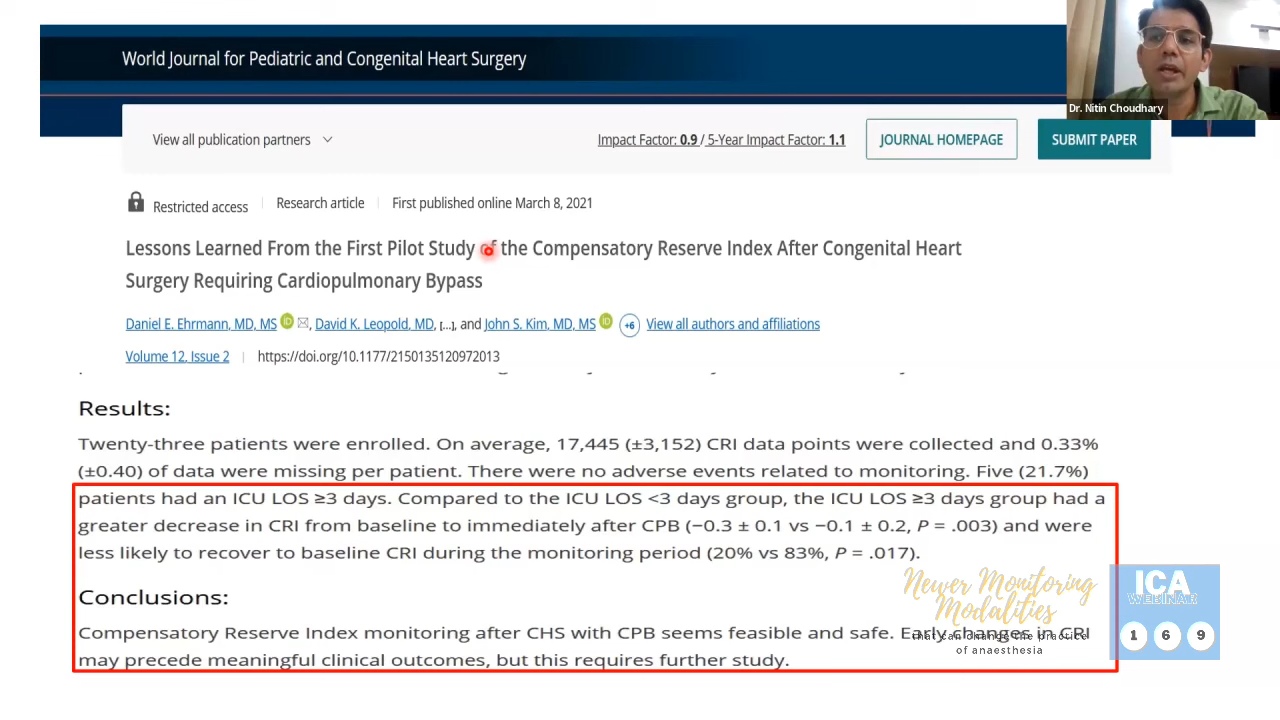 World Journal for Pediatric and Congenital Heart Surgery
Dr. Nitin Choudhary
View all publication partners
Impact Factor: 0.9 / 5-Year Impact Factor: 1.1
JOURNAL HOMEPAGE
SUBMIT PAPER
Restricted access
Research article
First published online March 8, 2021
Lessons Learned From the First Pilot Study of the Compensatory Reserve Index After Congenital Heart
Surgery Requiring Cardiopulmonary Bypass
Daniel E. Ehrmann, MD, MS iD, David K. Leopold, MD, [...], and John S. Kim, MD, MS iD +6 View all authors and affiliations
Volume 12, Issue 2
https://doi.org/10.1177/2150135120972013
Results:
Twenty-three patients were enrolled. On average, 17,445 (±3,152) CRI data points were collected and 0.33%
(±0.40) of data were missing per patient. There were no adverse events related to monitoring. Five (21.7%)
patients had an ICU LOS ≥3 days. Compared to the ICU LOS <3 days group, the ICU LOS ≥3 days group had a
greater decrease in CRI from baseline to immediately after CPB (−0.3 ± 0.1 vs −0.1 ± 0.2, P = .003) and were
less likely to recover to baseline CRI during the monitoring period (20% vs 83%, P = .017).
Conclusions:
Compensatory Reserve Index monitoring after CHS with CPB seems feasible and safe. Early changes in CRI
may precede meaningful clinical outcomes, but this requires further study.
Newer Monitoring
Modalities
that can change the practice
of anaesthesia
ICA
WEBINAR
1 6 9